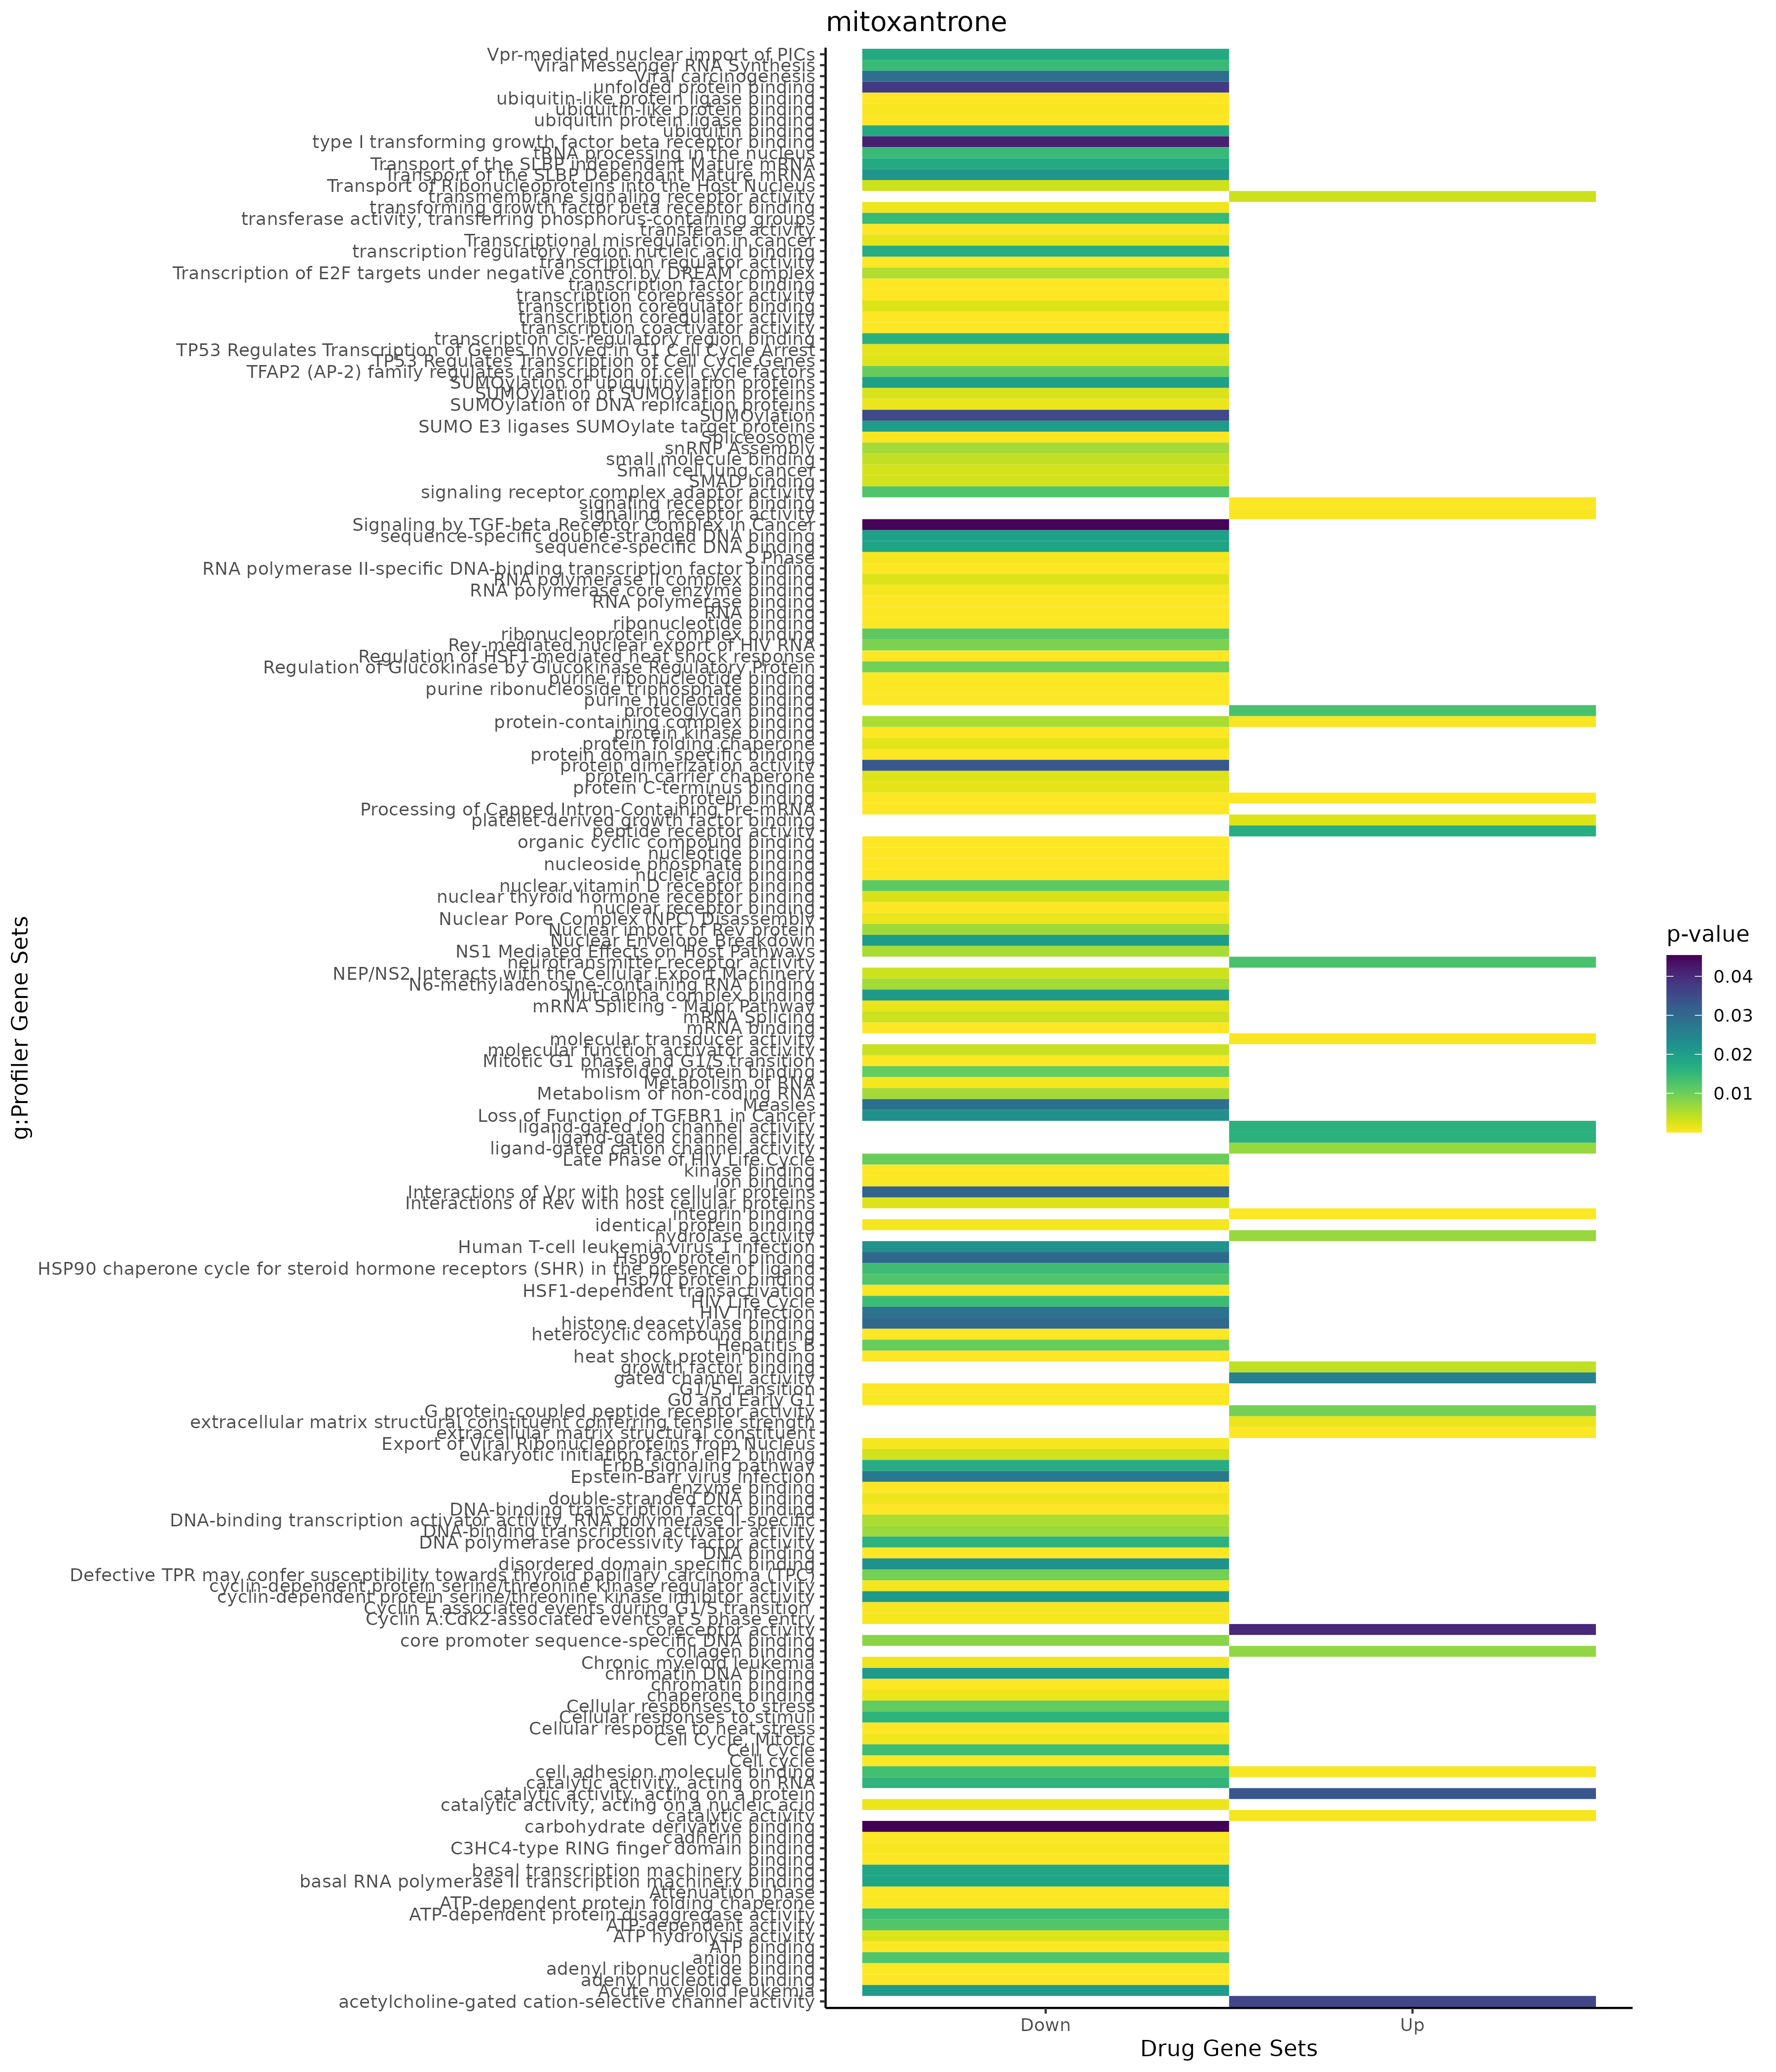 mitoxantrone
g:Profiler Gene Sets
Vpr-mediated nuclear import of PICs
Viral Messenger RNA Synthesis
Viral carcinogenesis
unfolded protein binding
ubiquitin-like protein ligase binding
ubiquitin-like protein binding
ubiquitin protein ligase binding
ubiquitin binding
type I transforming growth factor beta receptor binding
tRNA processing in the nucleus
Transport of the SLBP independent Mature mRNA
Transport of the SLBP Dependant Mature mRNA
Transport of Ribonucleoproteins into the Host Nucleus
transmembrane signaling receptor activity
transforming growth factor beta receptor binding
transferase activity, transferring phosphorus-containing groups
transferase activity
Transcriptional misregulation in cancer
transcription regulatory region nucleic acid binding
transcription regulator activity
Transcription of E2F targets under negative control by DREAM complex
transcription factor binding
transcription corepressor activity
transcription coregulator binding
transcription coregulator activity
transcription coactivator activity
transcription cis-regulatory region binding
TP53 Regulates Transcription of Genes Involved in G1 Cell Cycle Arrest
TP53 Regulates Transcription of Cell Cycle Genes
TFAP2 (AP-2) family regulates transcription of cell cycle factors
SUMOylation of ubiquitinylation proteins
SUMOylation of SUMOylation proteins
SUMOylation of DNA replication proteins
SUMOylation
SUMO E3 ligases SUMOylate target proteins
Spliceosome
snRNP Assembly
small molecule binding
Small cell lung cancer
SMAD binding
signaling receptor complex adaptor activity
signaling receptor binding
signaling receptor activity
Signaling by TGF-beta Receptor Complex in Cancer
sequence-specific double-stranded DNA binding
sequence-specific DNA binding
S Phase
RNA polymerase II-specific DNA-binding transcription factor binding
RNA polymerase II complex binding
RNA polymerase core enzyme binding
RNA polymerase binding
RNA binding
ribonucleotide binding
ribonucleoprotein complex binding
Rev-mediated nuclear export of HIV RNA
Regulation of HSF1-mediated heat shock response
Regulation of Glucokinase by Glucokinase Regulatory Protein
purine ribonucleotide binding
purine ribonucleoside triphosphate binding
purine nucleotide binding
proteoglycan binding
protein-containing complex binding
protein kinase binding
protein folding chaperone
protein domain specific binding
protein dimerization activity
protein carrier chaperone
protein C-terminus binding
protein binding
Processing of Capped Intron-Containing Pre-mRNA
platelet-derived growth factor binding
peptide receptor activity
organic cyclic compound binding
nucleotide binding
nucleoside phosphate binding
nucleic acid binding
nuclear vitamin D receptor binding
nuclear thyroid hormone receptor binding
nuclear receptor binding
Nuclear Pore Complex (NPC) Disassembly
Nuclear import of Rev protein
Nuclear Envelope Breakdown
NS1 Mediated Effects on Host Pathways
neurotransmitter receptor activity
NEP/NS2 Interacts with the Cellular Export Machinery
N6-methyladenosine-containing RNA binding
MutLalpha complex binding
mRNA Splicing - Major Pathway
mRNA Splicing
mRNA binding
molecular transducer activity
molecular function activator activity
Mitotic G1 phase and G1/S transition
misfolded protein binding
Metabolism of RNA
Metabolism of non-coding RNA
Measles
Loss of Function of TGFBR1 in Cancer
ligand-gated ion channel activity
ligand-gated channel activity
ligand-gated cation channel activity
Late Phase of HIV Life Cycle
kinase binding
ion binding
Interactions of Vpr with host cellular proteins
Interactions of Rev with host cellular proteins
integrin binding
identical protein binding
hydrolase activity
Human T-cell leukemia virus 1 infection
Hsp90 protein binding
HSP90 chaperone cycle for steroid hormone receptors (SHR) in the presence of ligand
Hsp70 protein binding
HSF1-dependent transactivation
HIV Life Cycle
HIV Infection
histone deacetylase binding
heterocyclic compound binding
Hepatitis B
heat shock protein binding
growth factor binding
gated channel activity
G1/S Transition
G0 and Early G1
G protein-coupled peptide receptor activity
extracellular matrix structural constituent conferring tensile strength
extracellular matrix structural constituent
Export of Viral Ribonucleoproteins from Nucleus
eukaryotic initiation factor eIF2 binding
ErbB signaling pathway
Epstein-Barr virus infection
enzyme binding
double-stranded DNA binding
DNA-binding transcription factor binding
DNA-binding transcription activator activity, RNA polymerase II-specific
DNA-binding transcription activator activity
DNA polymerase processivity factor activity
DNA binding
disordered domain specific binding
Defective TPR may confer susceptibility towards thyroid papillary carcinoma (TPC)
cyclin-dependent protein serine/threonine kinase regulator activity
cyclin-dependent protein serine/threonine kinase inhibitor activity
Cyclin E associated events during G1/S transition
Cyclin A:Cdk2-associated events at S phase entry
coreceptor activity
core promoter sequence-specific DNA binding
collagen binding
Chronic myeloid leukemia
chromatin DNA binding
chromatin binding
chaperone binding
Cellular responses to stress
Cellular responses to stimuli
Cellular response to heat stress
Cell Cycle, Mitotic
Cell Cycle
Cell cycle
cell adhesion molecule binding
catalytic activity, acting on RNA
catalytic activity, acting on a protein
catalytic activity, acting on a nucleic acid
catalytic activity
carbohydrate derivative binding
cadherin binding
C3HC4-type RING finger domain binding
binding
basal transcription machinery binding
basal RNA polymerase II transcription machinery binding
Attenuation phase
ATP-dependent protein folding chaperone
ATP-dependent protein disaggregase activity
ATP-dependent activity
ATP hydrolysis activity
ATP binding
anion binding
adenyl ribonucleotide binding
adenyl nucleotide binding
Acute myeloid leukemia
acetylcholine-gated cation-selective channel activity
Down
Up
Drug Gene Sets
p-value
0.04
0.03
0.02
0.01